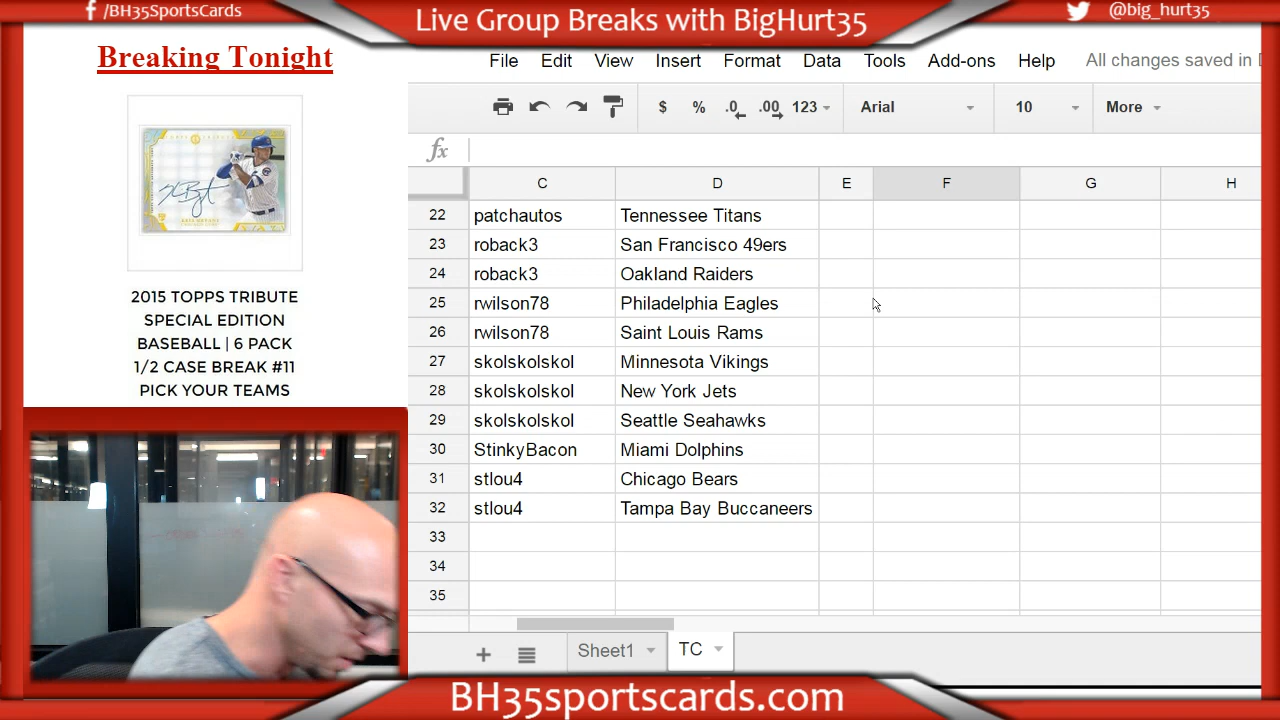 /BH35SportsCards
Live Group Breaks with BigHurt35
@big_hurt35
Breaking Tonight
2015 TOPPS TRIBUTE
SPECIAL EDITION
BASEBALL | 6 PACK
1/2 CASE BREAK #11
PICK YOUR TEAMS
File Edit View Insert Format Data Tools Add-ons Help All changes saved in
$ % .0 .00 123 Arial 10 More
fx
C D E F G H
22 patchautos Tennessee Titans
23 roback3 San Francisco 49ers
24 roback3 Oakland Raiders
25 rwilson78 Philadelphia Eagles
26 rwilson78 Saint Louis Rams
27 skolskolskol Minnesota Vikings
28 skolskolskol New York Jets
29 skolskolskol Seattle Seahawks
30 StinkyBacon Miami Dolphins
31 stlou4 Chicago Bears
32 stlou4 Tampa Bay Buccaneers
33
34
35
+ Sheet1 TC
BH35sportscards.com